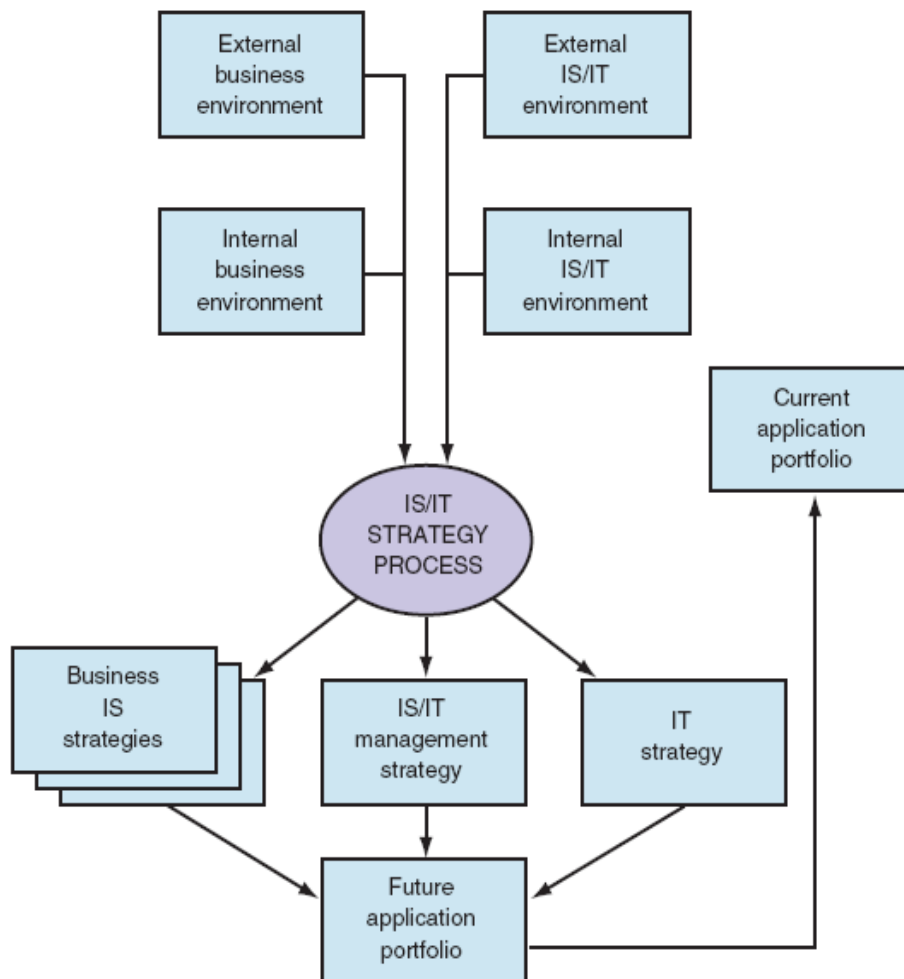 External
business
environment
External
IS/IT
environment
Internal
business
environment
Internal
IS/IT
environment
Current
application
portfolio
IS/IT
STRATEGY
PROCESS
Business
IS
strategies
IS/IT
management
strategy
IT
strategy
Future
application
portfolio